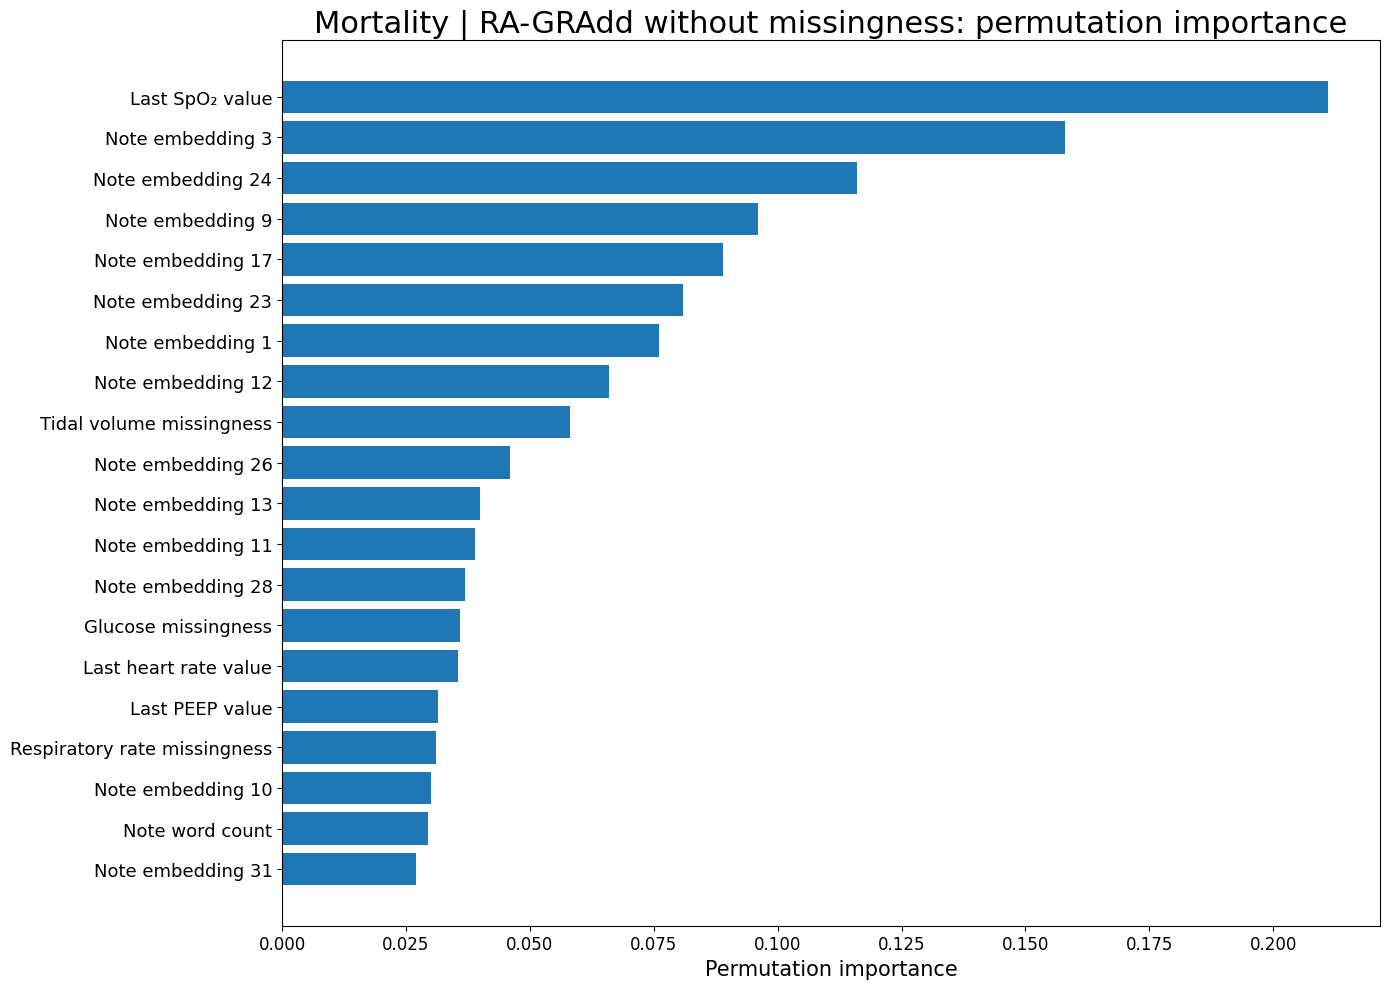 Mortality | RA-GRAdd without missingness: permutation importance
Last SpO₂ value
Note embedding 3
Note embedding 24
Note embedding 9
Note embedding 17
Note embedding 23
Note embedding 1
Note embedding 12
Tidal volume missingness
Note embedding 26
Note embedding 13
Note embedding 11
Note embedding 28
Glucose missingness
Last heart rate value
Last PEEP value
Respiratory rate missingness
Note embedding 10
Note word count
Note embedding 31
0.000 0.025 0.050 0.075 0.100 0.125 0.150 0.175 0.200
Permutation importance